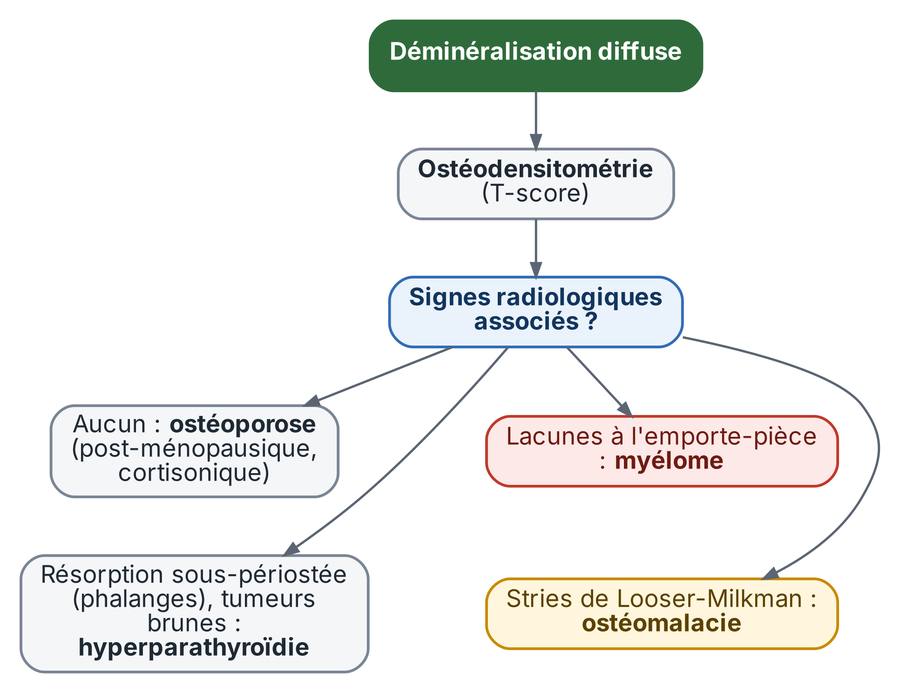 Déminéralisation diffuse
Ostéodensitométrie
(T-score)
Signes radiologiques
associés ?
Aucun : ostéoporose
(post-ménopausique,
cortisonique)
Lacunes à l'emporte-pièce
: myélome
Résorption sous-périostée
(phalanges), tumeurs
brunes :
hyperparathyroïdie
Stries de Looser-Milkman :
ostéomalacie